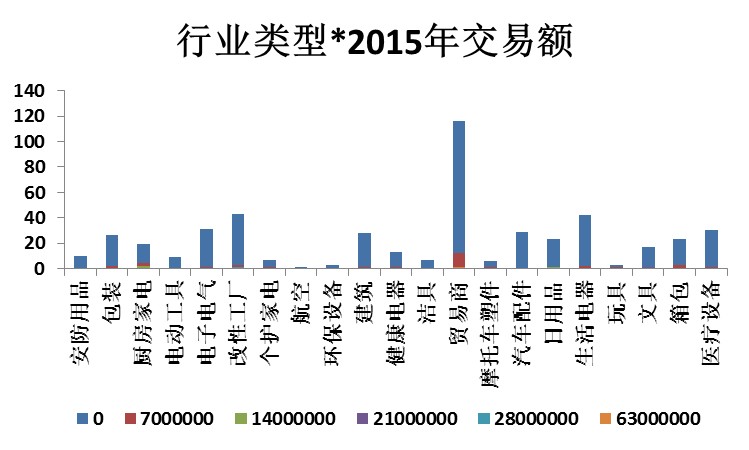 行业类型*2015年交易额
140
120
100
80
60
40
20
0
安防用品
包装
厨房家电
电动工具
电子电气
改性工厂
个护家电
航空
环保设备
建筑
健康电器
洁具
贸易商
摩托车塑件
汽车配件
日用品
生活电器
玩具
文具
箱包
医疗设备
0 7000000 14000000 21000000 28000000 63000000